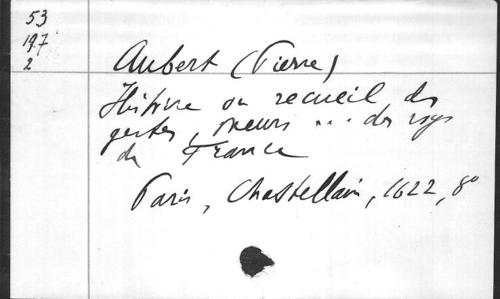 53
197
2
Aubert (Pierre)
Histoire ou recueil des
gestes, moeurs ... des roys
de France
Paris, Chastellain, 1622, 8°